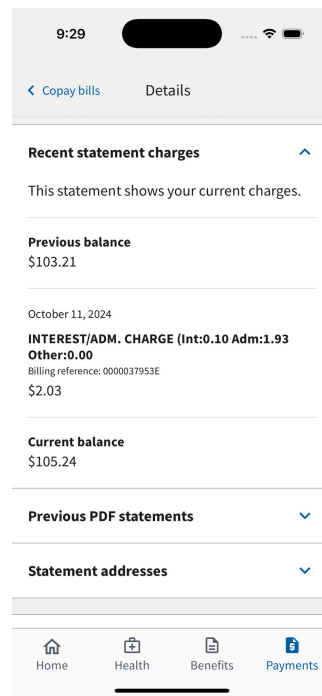 9:29
Copay bills
Details
Recent statement charges
This statement shows your current charges.
Previous balance
$103.21
October 11, 2024
INTEREST/ADM. CHARGE (Int:0.10 Adm:1.93
Other:0.00
Billing reference: 0000037953E
$2.03
Current balance
$105.24
Previous PDF statements
Statement addresses
Home
Health
Benefits
Payments